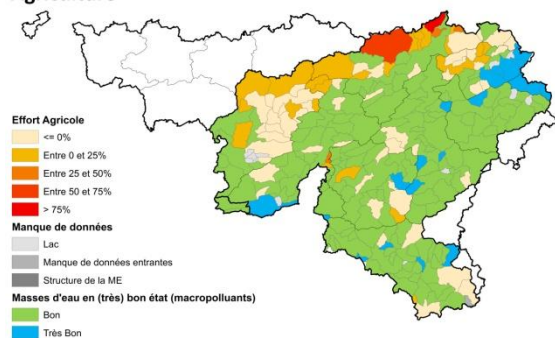 Effort Agricole
<= 0%
Entre 0 et 25%
Entre 25 et 50%
Entre 50 et 75%
> 75%
Manque de données
Lac
Manque de données entrantes
Structure de la ME
Masses d'eau en (très) bon état (macropolluants)
Bon
Très Bon